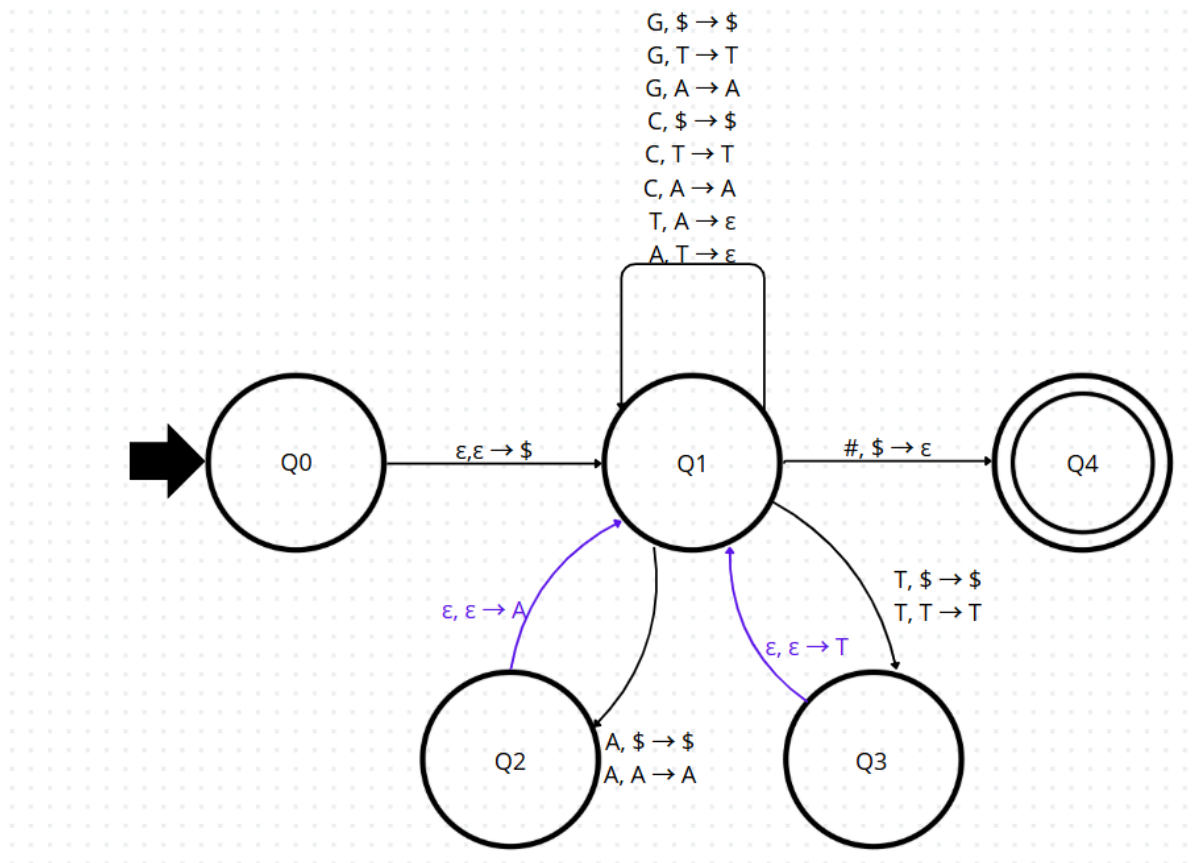 G, $ → $
G, T → T
G, A → A
C, $ → $
C, T → T
C, A → A
T, A → ε
A, T → ε
Q0
ε,ε → $
Q1
#, $ → ε
Q4
ε, ε → A
T, $ → $
T, T → T
ε, ε → T
Q2
A, $ → $
A, A → A
Q3